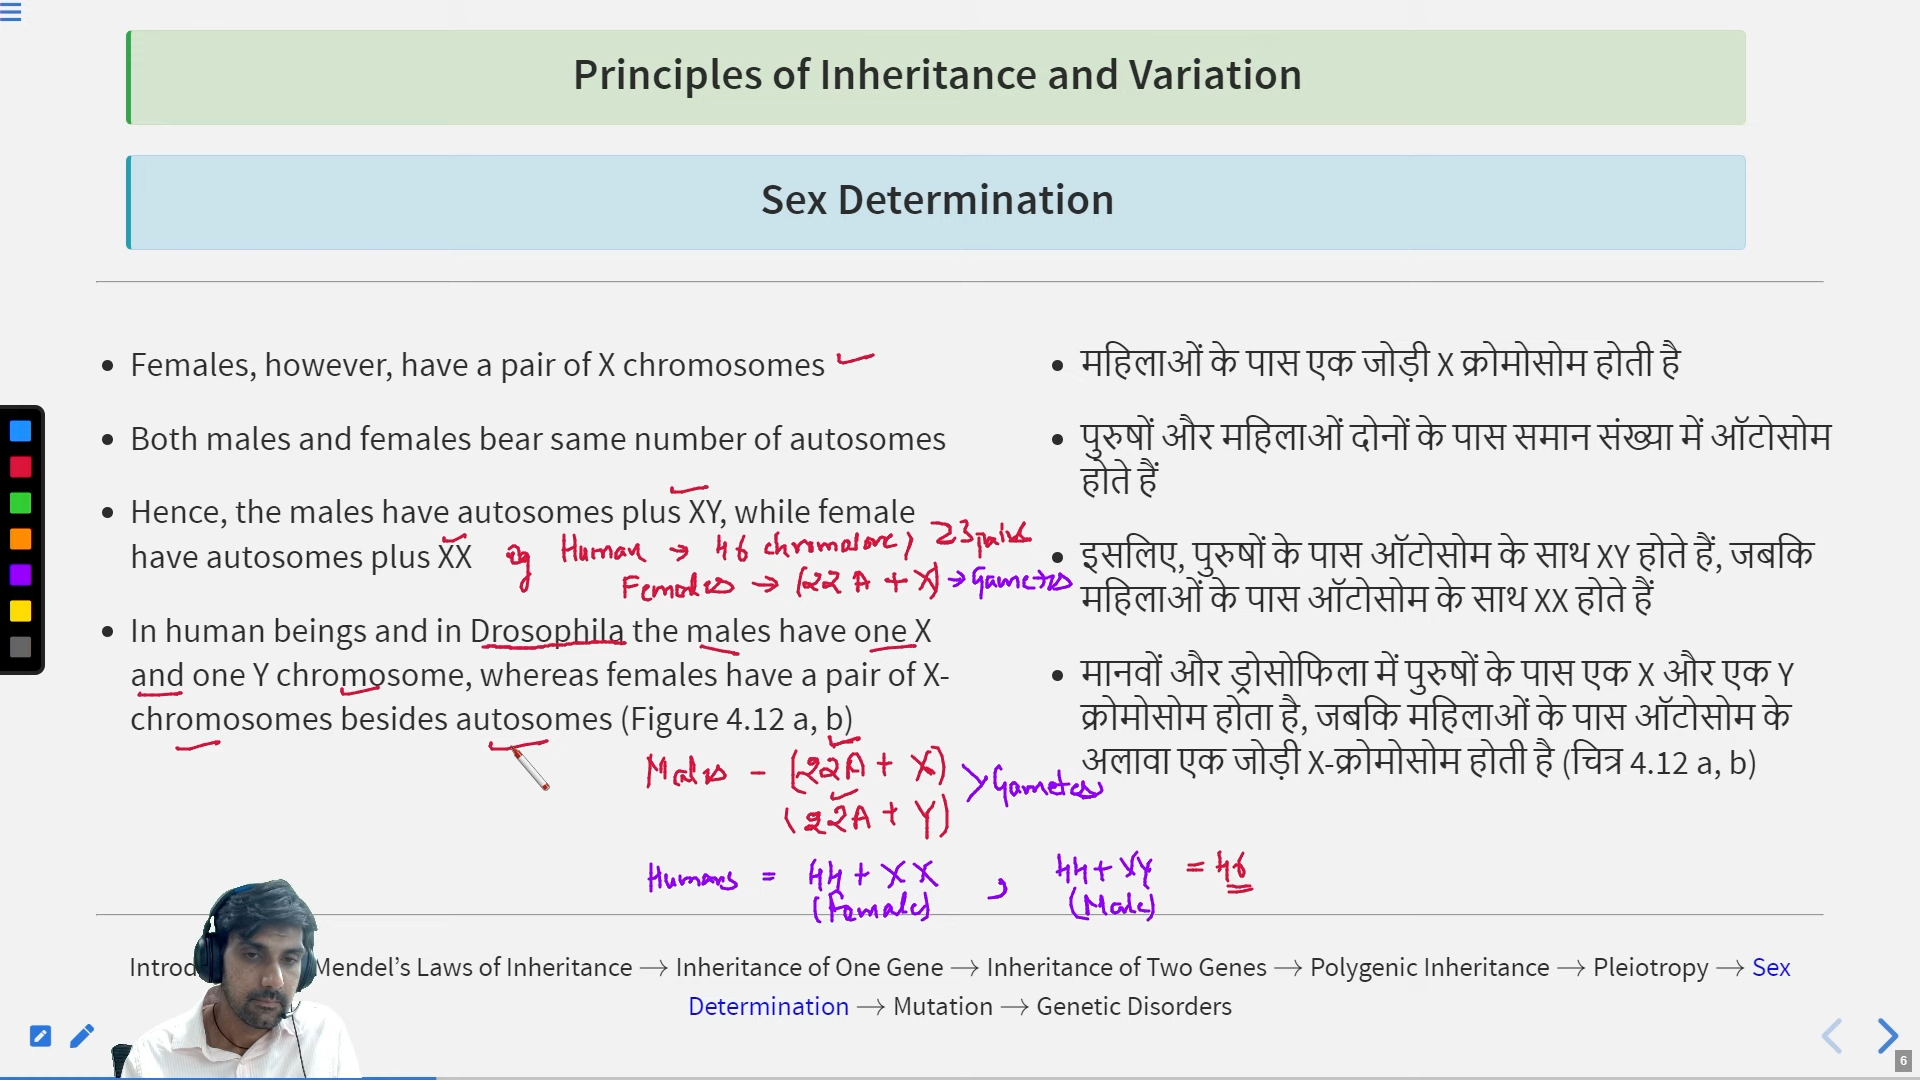 Principles of Inheritance and Variation
Sex Determination
Females, however, have a pair of X chromosomes
Both males and females bear same number of autosomes
Hence, the males have autosomes plus XY, while female
have autosomes plus XX
eg Human → 46 chromosome, 23 pairs
Females → (22 A + X) → Gametes
In human beings and in Drosophila the males have one X
and one Y chromosome, whereas females have a pair of X-
chromosomes besides autosomes (Figure 4.12 a, b)
Males - (22A + X)
(22A + Y)
> Gametes
Humans = 44 + XX , 44 + XY = 46
(Female) (Male)
महिलाओं के पास एक जोड़ी X क्रोमोसोम होती है
पुरुषों और महिलाओं दोनों के पास समान संख्या में ऑटोसोम
होते हैं
इसलिए, पुरुषों के पास ऑटोसोम के साथ XY होते हैं, जबकि
महिलाओं के पास ऑटोसोम के साथ XX होते हैं
मानवों और ड्रोसोफिला में पुरुषों के पास एक X और एक Y
क्रोमोसोम होता है, जबकि महिलाओं के पास ऑटोसोम के
अलावा एक जोड़ी X-क्रोमोसोम होती है (चित्र 4.12 a, b)
Mendel's Laws of Inheritance → Inheritance of One Gene → Inheritance of Two Genes → Polygenic Inheritance → Pleiotropy → Sex
Determination → Mutation → Genetic Disorders
6